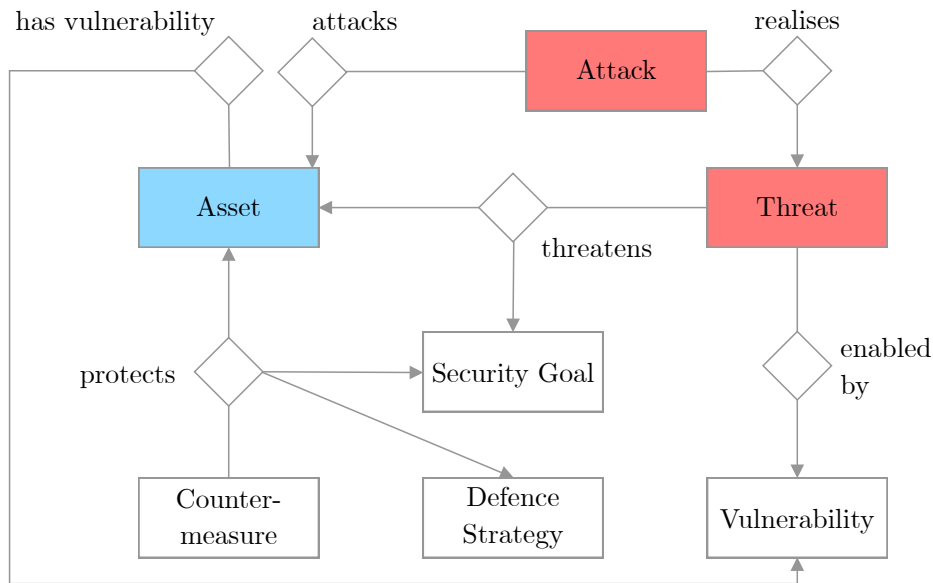 has vulnerability
attacks
realises
Attack
Asset
Threat
threatens
protects
Security Goal
enabled
by
Counter-
measure
Defence
Strategy
Vulnerability